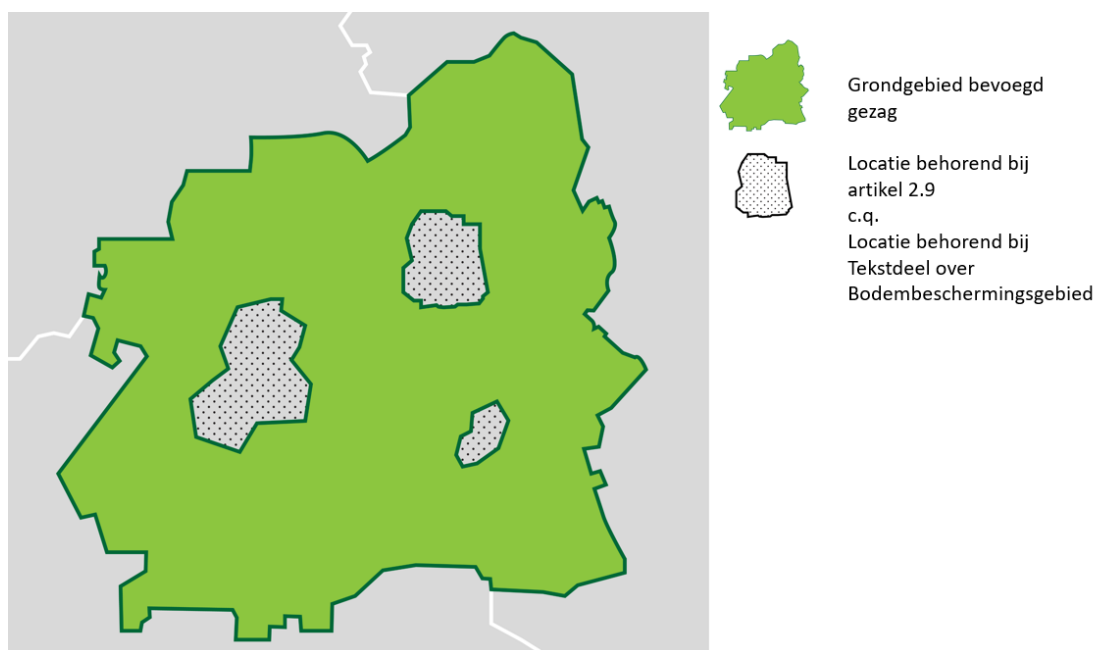 Grondgebied bevoegd
gezag
Locatie behorend bij
artikel 2.9
c.q.
Locatie behorend bij
Tekstdeel over
Bodembeschermingsgebied